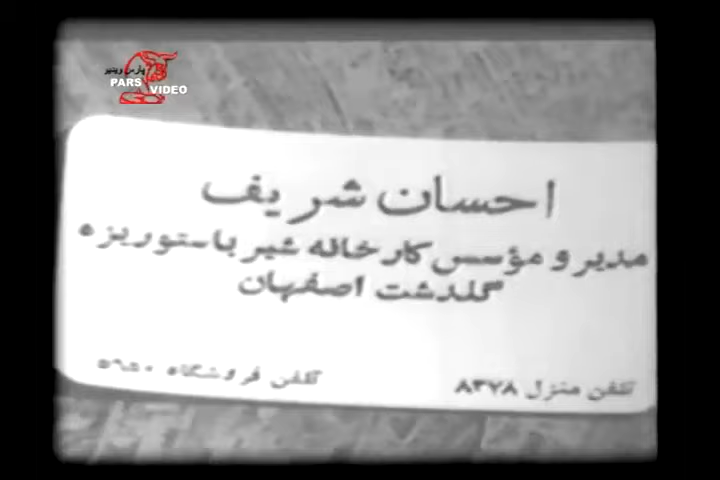 پارس ویدیو
PARS VIDEO
احسان شریف
مدیر و مؤسس کارخانه شیر پاستوریزه
گلدشت اصفهان
تلفن منزل ۸۳۷۸
تلفن فروشگاه ۵۶۵۰